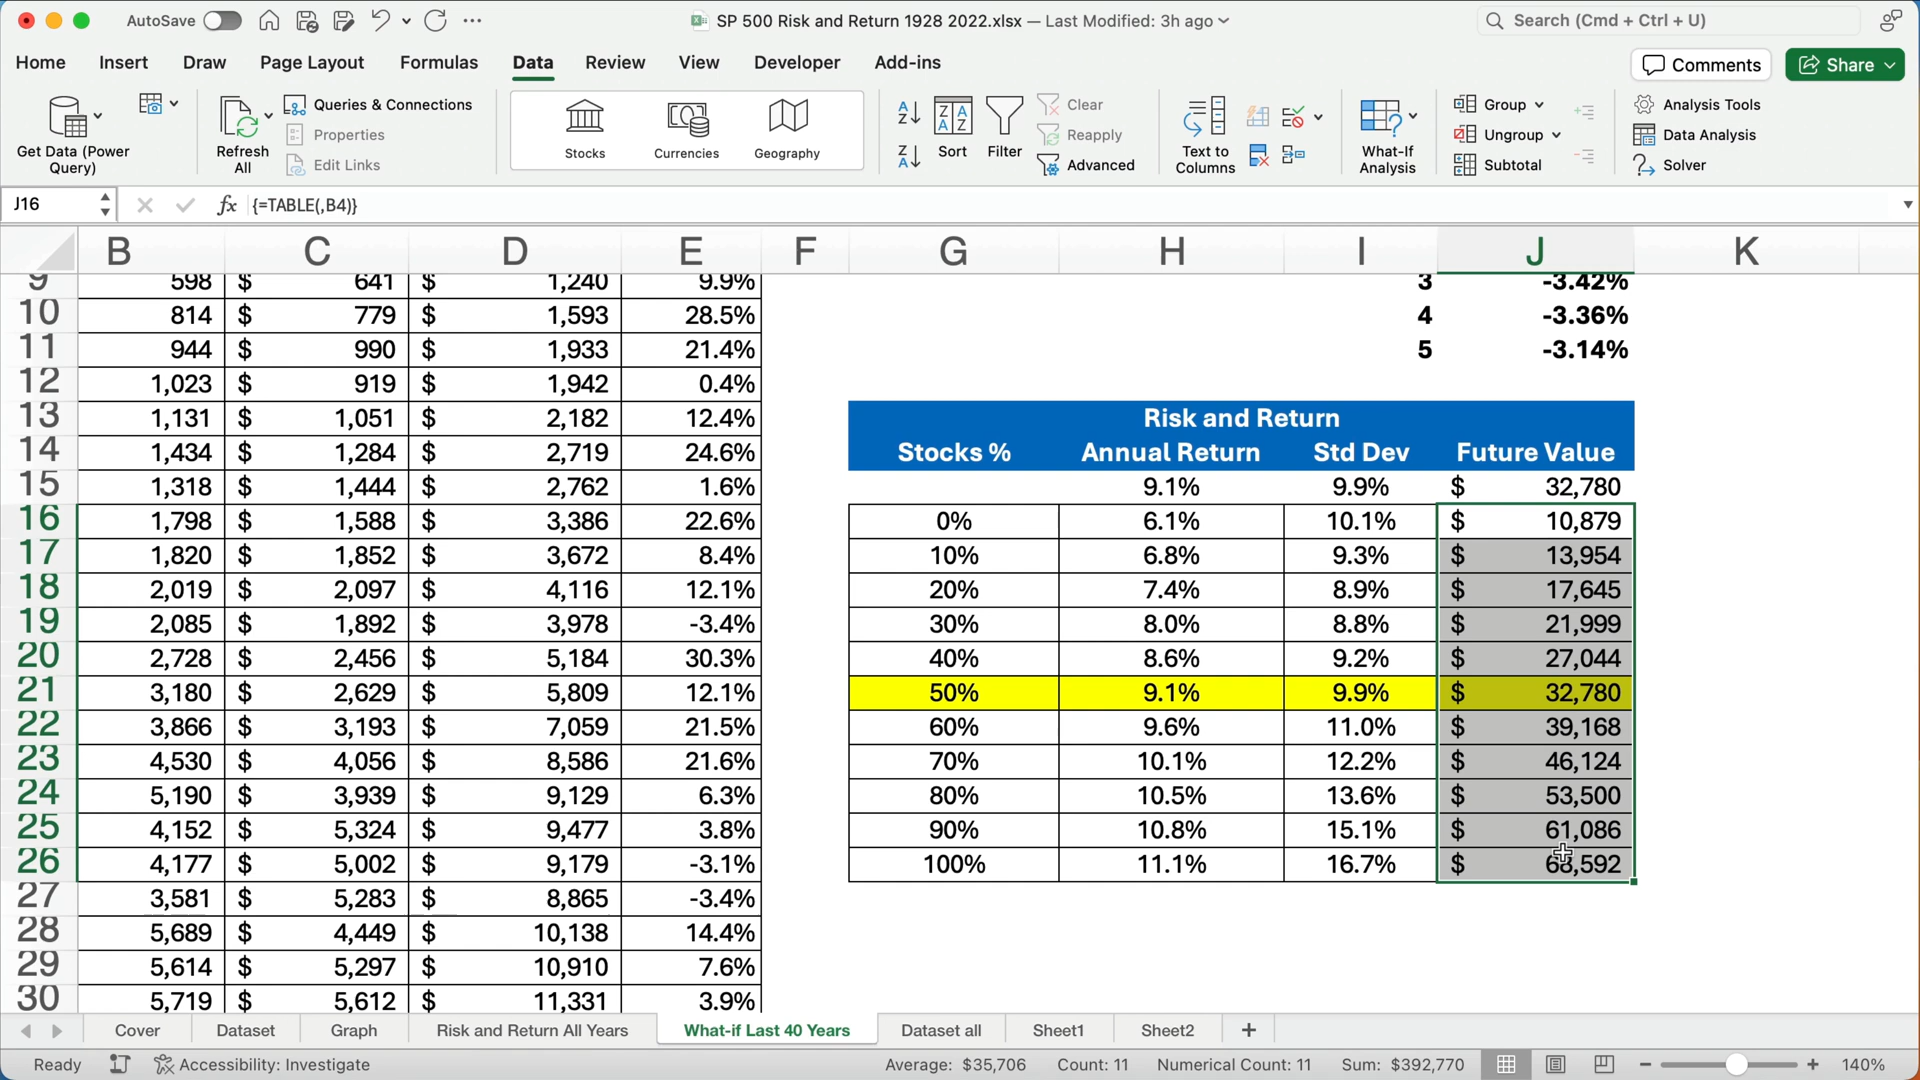 AutoSave
SP 500 Risk and Return 1928 2022.xlsx — Last Modified: 3h ago
Search (Cmd + Ctrl + U)
Home Insert Draw Page Layout Formulas Data Review View Developer Add-ins
Comments Share
Get Data (Power Query)
Refresh All
Queries & Connections
Properties
Edit Links
Stocks Currencies Geography
Sort Filter
Clear
Reapply
Advanced
Text to Columns
What-If Analysis
Group
Ungroup
Subtotal
Analysis Tools
Data Analysis
Solver
J16 fx {=TABLE(,B4)}
B C D E F G H I J K
9 598 $ 641 $ 1,240 9.9% 3 -3.42%
10 814 $ 779 $ 1,593 28.5% 4 -3.36%
11 944 $ 990 $ 1,933 21.4% 5 -3.14%
12 1,023 $ 919 $ 1,942 0.4%
13 1,131 $ 1,051 $ 2,182 12.4% Risk and Return
14 1,434 $ 1,284 $ 2,719 24.6% Stocks % Annual Return Std Dev Future Value
15 1,318 $ 1,444 $ 2,762 1.6% 9.1% 9.9% $ 32,780
16 1,798 $ 1,588 $ 3,386 22.6% 0% 6.1% 10.1% $ 10,879
17 1,820 $ 1,852 $ 3,672 8.4% 10% 6.8% 9.3% $ 13,954
18 2,019 $ 2,097 $ 4,116 12.1% 20% 7.4% 8.9% $ 17,645
19 2,085 $ 1,892 $ 3,978 -3.4% 30% 8.0% 8.8% $ 21,999
20 2,728 $ 2,456 $ 5,184 30.3% 40% 8.6% 9.2% $ 27,044
21 3,180 $ 2,629 $ 5,809 12.1% 50% 9.1% 9.9% $ 32,780
22 3,866 $ 3,193 $ 7,059 21.5% 60% 9.6% 11.0% $ 39,168
23 4,530 $ 4,056 $ 8,586 21.6% 70% 10.1% 12.2% $ 46,124
24 5,190 $ 3,939 $ 9,129 6.3% 80% 10.5% 13.6% $ 53,500
25 4,152 $ 5,324 $ 9,477 3.8% 90% 10.8% 15.1% $ 61,086
26 4,177 $ 5,002 $ 9,179 -3.1% 100% 11.1% 16.7% $ 68,592
27 3,581 $ 5,283 $ 8,865 -3.4%
28 5,689 $ 4,449 $ 10,138 14.4%
29 5,614 $ 5,297 $ 10,910 7.6%
30 5,719 $ 5,612 $ 11,331 3.9%
Cover Dataset Graph Risk and Return All Years What-if Last 40 Years Dataset all Sheet1 Sheet2
Ready Accessibility: Investigate Average: $35,706 Count: 11 Numerical Count: 11 Sum: $392,770 140%